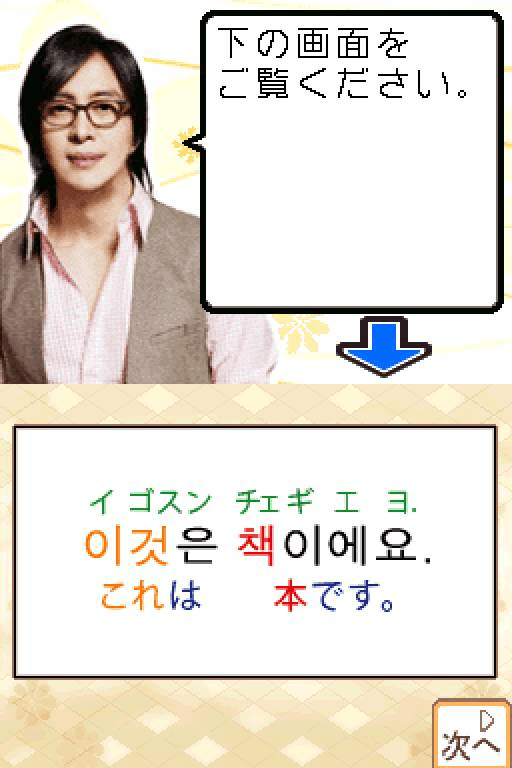 下の画面を
ご覧ください。
イ ゴスン チェ ギ エ ヨ.
이것은 책이에요.
これは 本です。
次へ